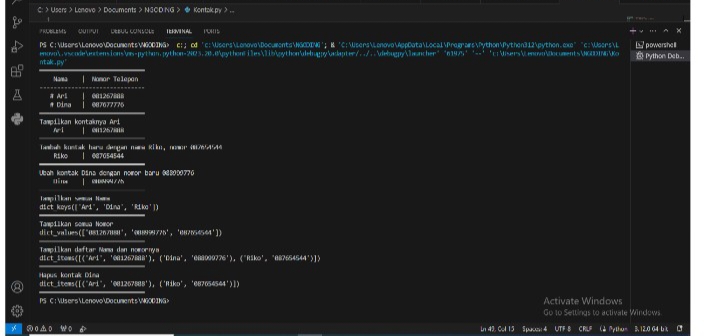 C: > Users > Lenovo > Documents > NGODING > Kontak.py > ...
1
PROBLEMS OUTPUT DEBUG CONSOLE TERMINAL PORTS
PS C:\Users\Lenovo\Documents\NGODING> c:; cd 'c:\Users\Lenovo\Documents\NGODING'; & 'C:\Users\Lenovo\AppData\Local\Programs\Python\Python312\python.exe' 'c:\Users\L
enovo\.vscode\extensions\ms-python.python-2023.20.0\pythonFiles\lib\python\debugpy\adapter/../..\debugpy\launcher' '61975' '--' 'c:\Users\Lenovo\Documents\NGODING\Ko
ntak.py'
powershell
Python Deb...
Nama | Nomor Telepon
# Ari | 081267888
# Dina | 087677776
Tampilkan kontaknya Ari
Ari | 081267888
Tambah kontak baru dengan nama Riko, nomor 087654544
Riko | 087654544
Ubah kontak Dina dengan nomor baru 088999776
Dina | 088999776
Tampilkan semua Nama
dict_keys(['Ari', 'Dina', 'Riko'])
Tampilkan semua Nomor
dict_values(['081267888', '088999776', '087654544'])
Tampilkan daftar Nama dan nomornya
dict_items([('Ari', '081267888'), ('Dina', '088999776'), ('Riko', '087654544')])
Hapus kontak Dina
dict_items([('Ari', '081267888'), ('Riko', '087654544')])
PS C:\Users\Lenovo\Documents\NGODING>
Activate Windows
Go to Settings to activate Windows.
0 0 0 Ln 49, Col 15 Spaces: 4 UTF-8 CRLF Python 3.12.0 64-bit